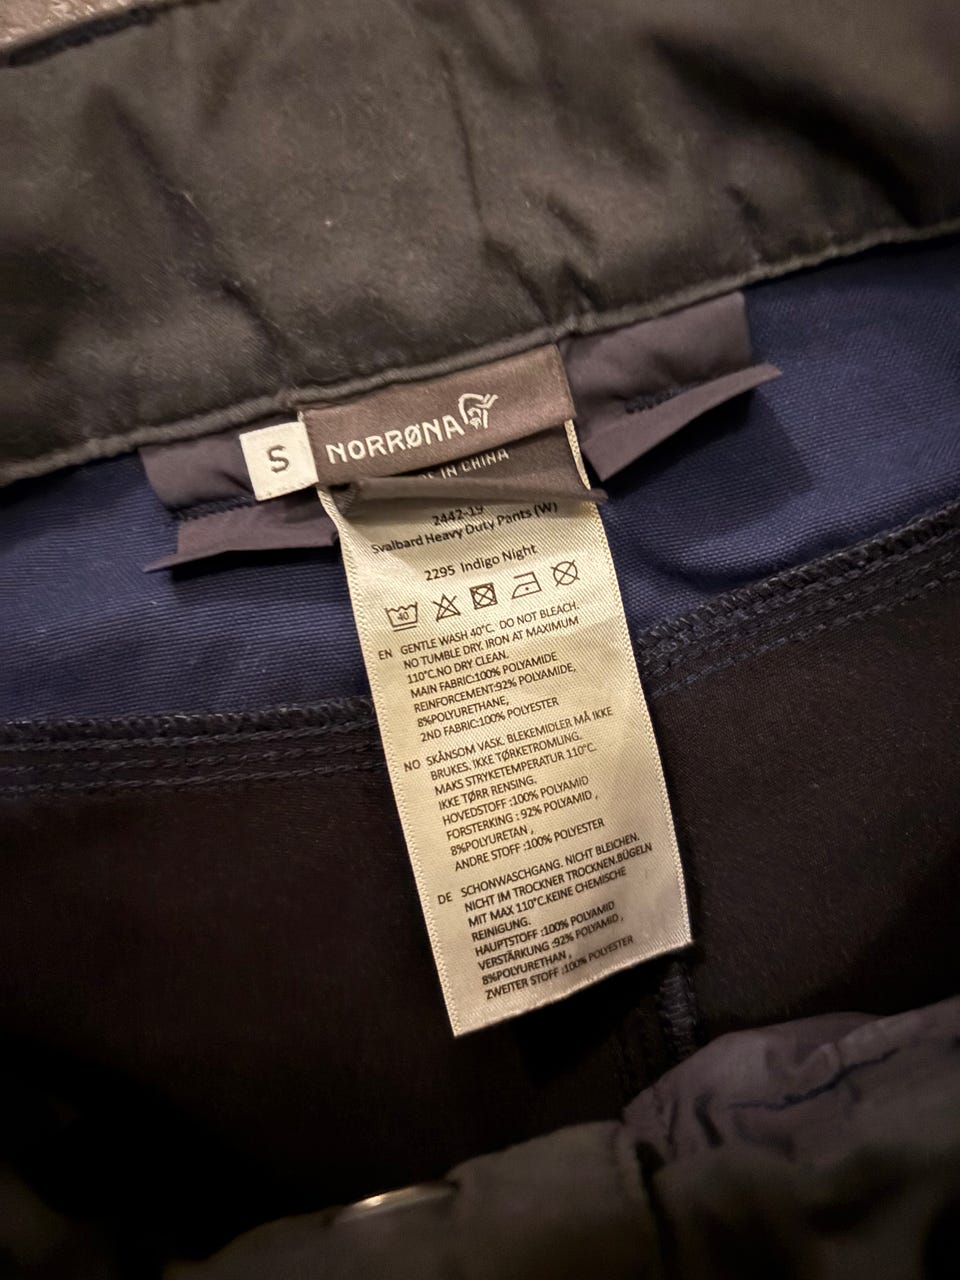 S
NORRØNA
IN CHINA
2442-19
Svalbard Heavy Duty Pants (W)
2295 Indigo Night
40
EN GENTLE WASH 40°C. DO NOT BLEACH.
NO TUMBLE DRY. IRON AT MAXIMUM
110°C.NO DRY CLEAN.
MAIN FABRIC:100% POLYAMIDE
REINFORCEMENT:92% POLYAMIDE,
8%POLYURETHANE,
2ND FABRIC:100% POLYESTER
NO SKÅNSOM VASK. BLEKEMIDLER MÅ IKKE
BRUKES. IKKE TØRKETROMLING.
MAKS STRYKETEMPERATUR 110°C.
IKKE TØRR RENSING.
HOVEDSTOFF :100% POLYAMID
FORSTERKING : 92% POLYAMID ,
8%POLYURETAN ,
ANDRE STOFF :100% POLYESTER
DE SCHONWASCHGANG. NICHT BLEICHEN.
NICHT IM TROCKNER TROCKNEN.BÜGELN
MIT MAX 110°C.KEINE CHEMISCHE
REINIGUNG.
HAUPTSTOFF :100% POLYAMID
VERSTÄRKUNG :92% POLYAMID ,
8%POLYURETHAN ,
ZWEITER STOFF :100% POLYESTER